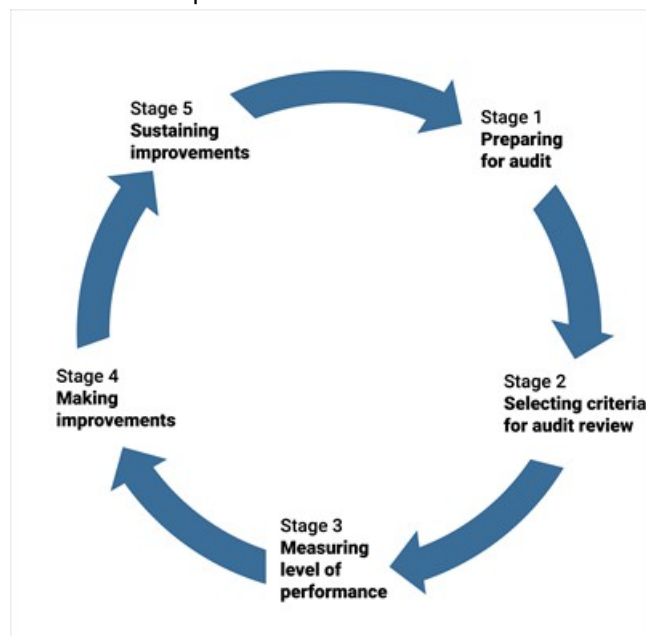 Stage 1
Preparing
for audit
Stage 2
Selecting criteria
for audit review
Stage 3
Measuring
level of
performance
Stage 4
Making
improvements
Stage 5
Sustaining
improvements